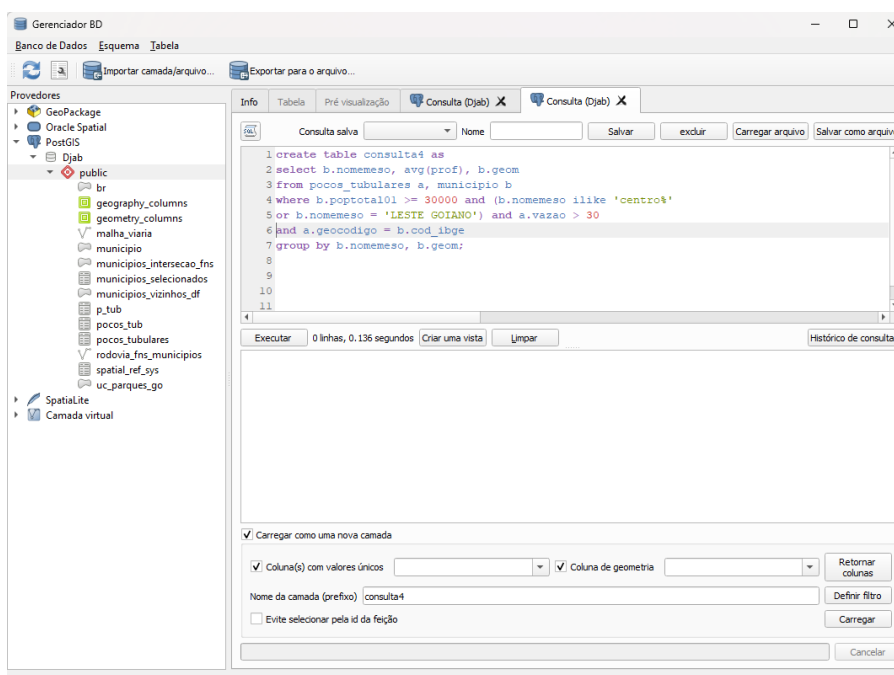 Gerenciador BD
Banco de Dados Esquema Tabela
Importar camada/arquivo... Exportar para o arquivo...
Provedores
GeoPackage
Oracle Spatial
PostGIS
Djab
public
br
geography_columns
geometry_columns
malha_viaria
municipio
municipios_intersecao_fns
municipios_selecionados
municipios_vizinhos_df
p_tub
pocos_tub
pocos_tubulares
rodovia_fns_municipios
spatial_ref_sys
uc_parques_go
SpatiaLite
Camada virtual
Info Tabela Pré visualização Consulta (Djab) X Consulta (Djab) X
SQL Consulta salva Nome Salvar excluir Carregar arquivo Salvar como arquiv
1 create table consulta4 as
2 select b.nomemeso, avg(prof), b.geom
3 from pocos_tubulares a, municipio b
4 where b.poptotal01 >= 30000 and (b.nomemeso ilike 'centro%'
5 or b.nomemeso = 'LESTE GOIANO') and a.vazao > 30
6 and a.geocodigo = b.cod_ibge
7 group by b.nomemeso, b.geom;
8
9
10
11
Executar 0 linhas, 0.136 segundos Criar uma vista Limpar Histórico de consulta
Carregar como uma nova camada
Coluna(s) com valores únicos Coluna de geometria Retornar colunas
Nome da camada (prefixo) consulta4 Definir filtro
Evite selecionar pela id da feição Carregar
Cancelar